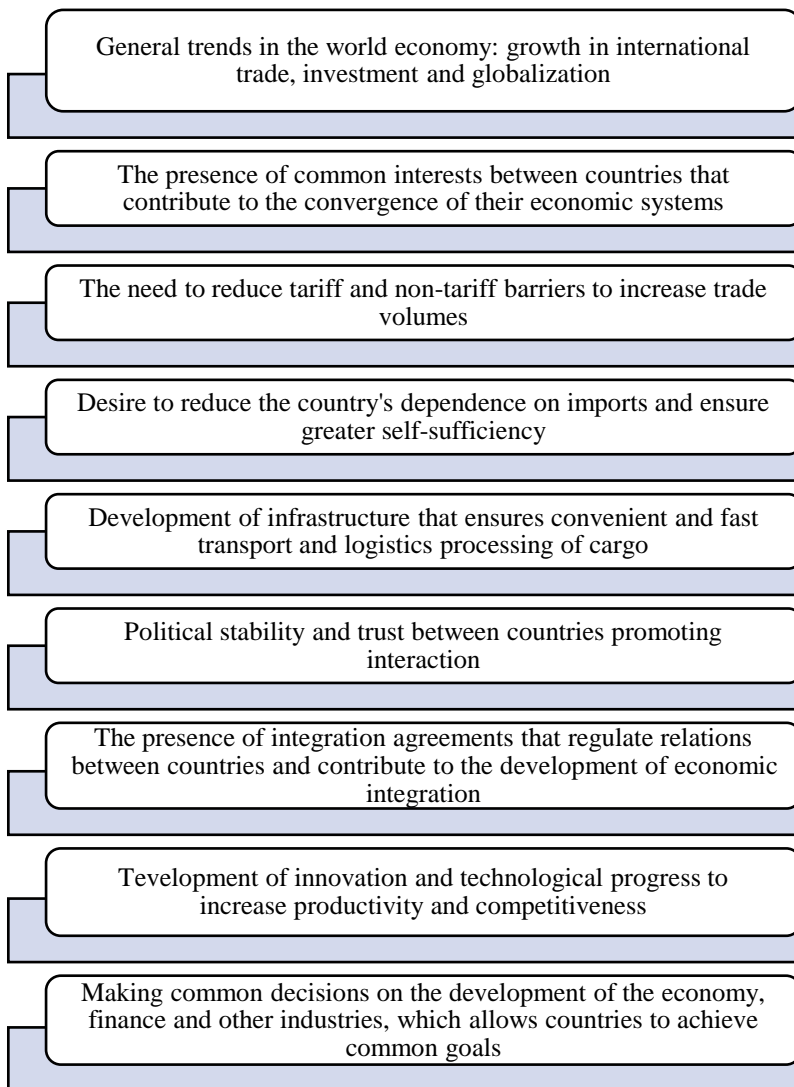 General trends in the world economy: growth in international
trade, investment and globalization
The presence of common interests between countries that
contribute to the convergence of their economic systems
The need to reduce tariff and non-tariff barriers to increase trade
volumes
Desire to reduce the country's dependence on imports and ensure
greater self-sufficiency
Development of infrastructure that ensures convenient and fast
transport and logistics processing of cargo
Political stability and trust between countries promoting
interaction
The presence of integration agreements that regulate relations
between countries and contribute to the development of economic
integration
Tevelopment of innovation and technological progress to
increase productivity and competitiveness
Making common decisions on the development of the economy,
finance and other industries, which allows countries to achieve
common goals